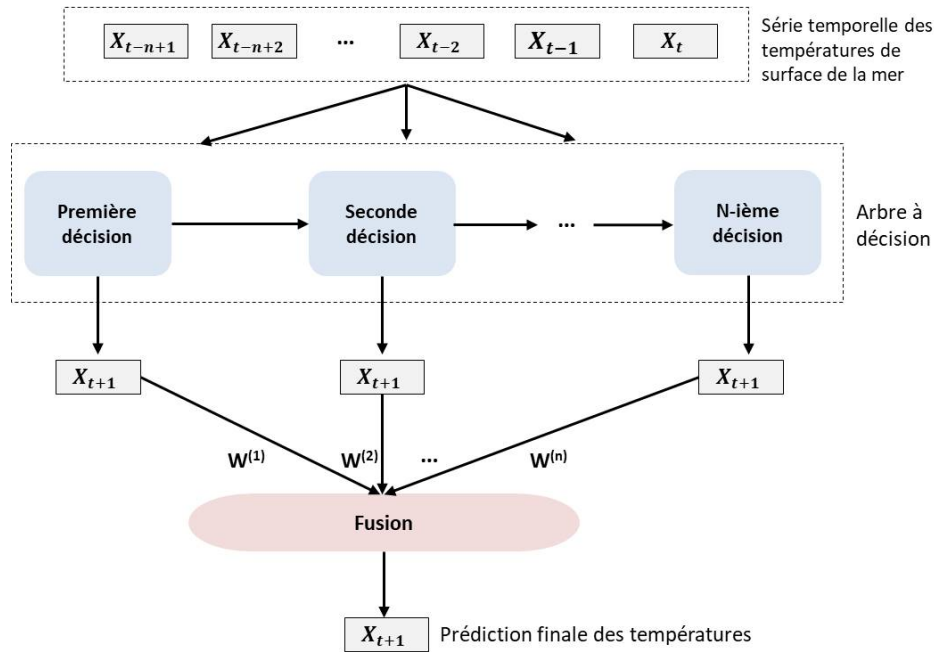 X_{t-n+1} X_{t-n+2} ... X_{t-2} X_{t-1} X_t
Série temporelle des
températures de
surface de la mer
Première
décision
Seconde
décision
...
N-ième
décision
Arbre à
décision
X_{t+1} X_{t+1} X_{t+1}
W^{(1)} W^{(2)} ... W^{(n)}
Fusion
X_{t+1} Prédiction finale des températures